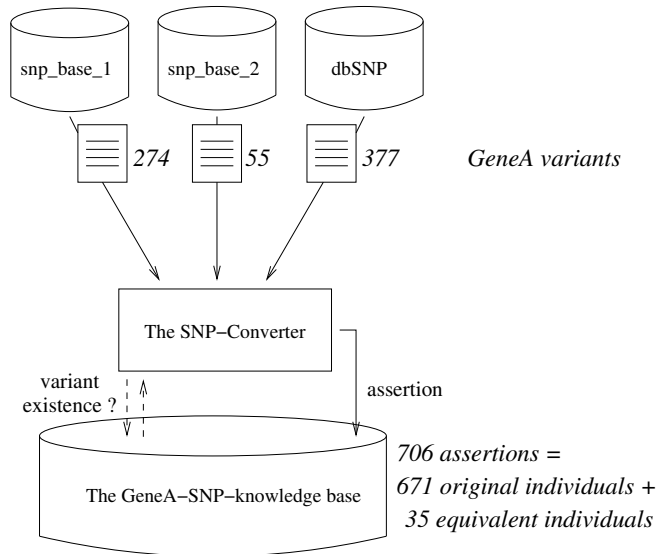 snp_base_1
snp_base_2
dbSNP
274
55
377
GeneA variants
The SNP−Converter
variant
existence ?
assertion
The GeneA−SNP−knowledge base
706 assertions =
671 original individuals +
35 equivalent individuals